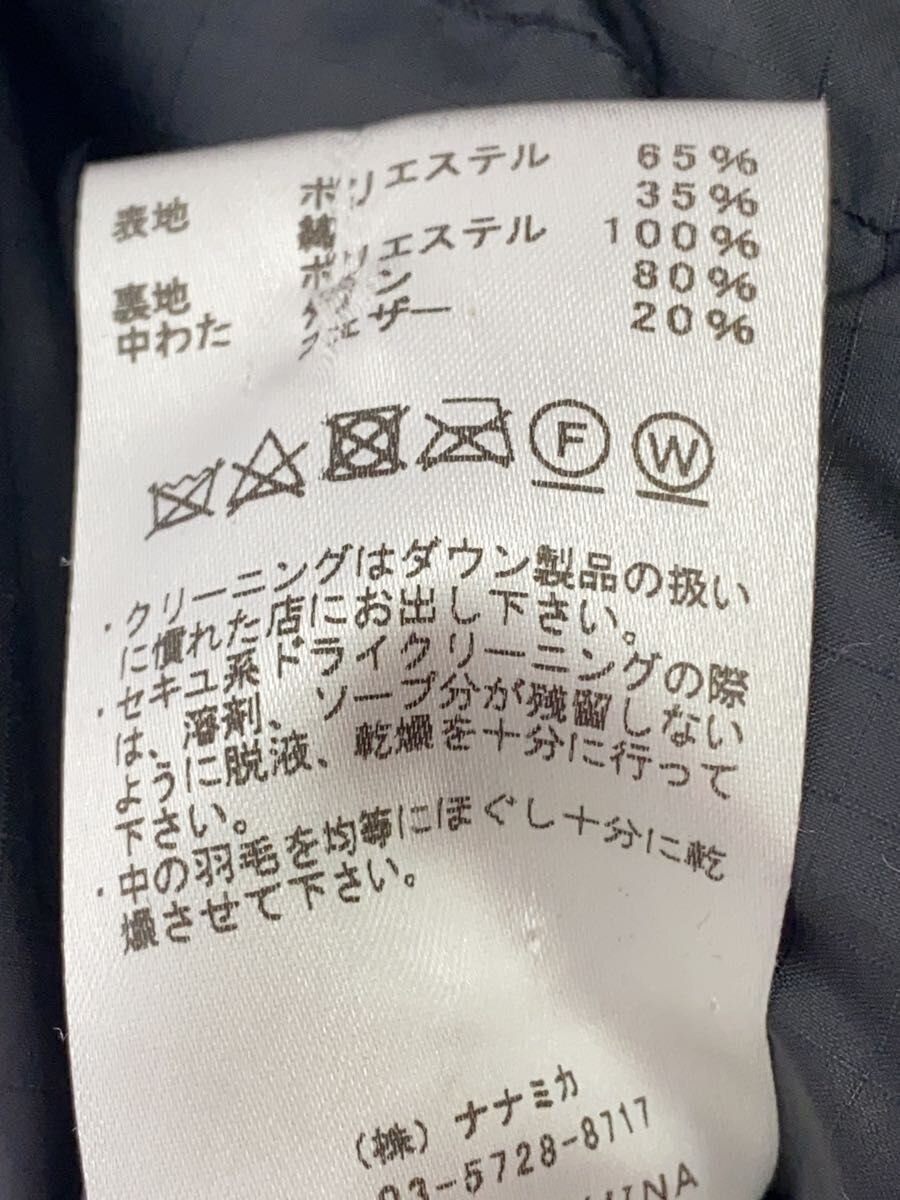 表地 ポリエステル 65%
綿 35%
裏地 ポリエステル 100%
中わた ダウン 80%
フェザー 20%
F W
・クリーニングはダウン製品の扱い
に慣れた店にお出し下さい。
・セキユ系ドライクリーニングの際
は、溶剤、ソープ分が残留しない
ように脱液、乾燥を十分に行って
下さい。
・中の羽毛を均等にほぐし十分に乾
燥させて下さい。
(株) ナナミカ
03-5728-8717